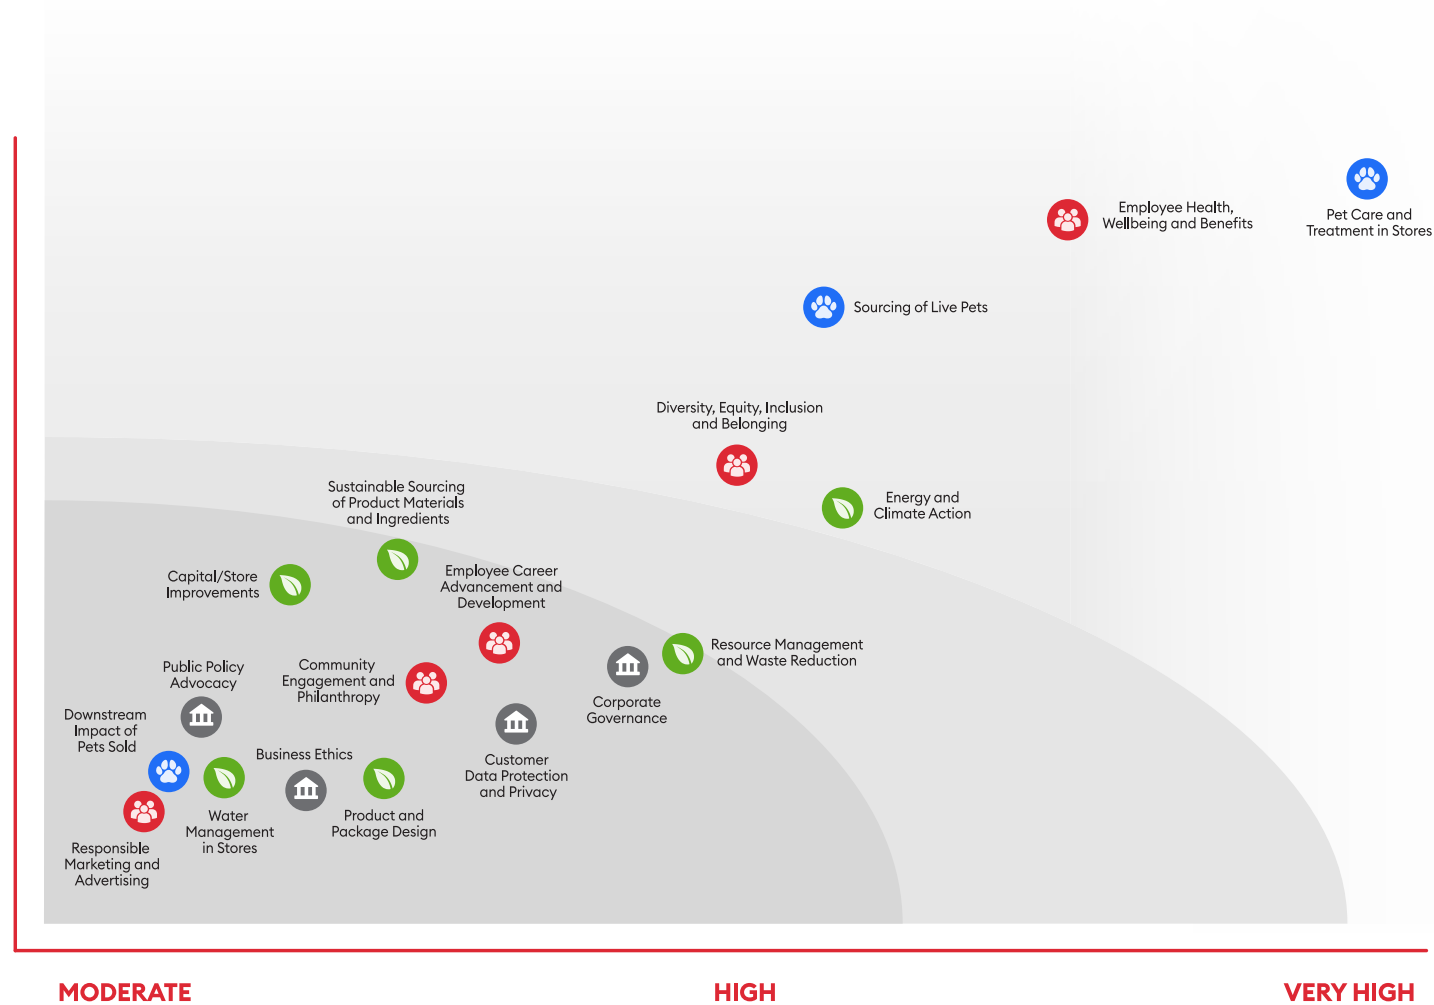 Employee Health,
Wellbeing and Benefits
Pet Care and
Treatment in Stores
Sourcing of Live Pets
Diversity, Equity, Inclusion
and Belonging
Sustainable Sourcing
of Product Materials
and Ingredients
Energy and
Climate Action
Capital/Store
Improvements
Employee Career
Advancement and
Development
Resource Management
and Waste Reduction
Public Policy
Advocacy
Community
Engagement and
Philanthropy
Corporate
Governance
Downstream
Impact of
Pets Sold
Business Ethics
Customer
Data Protection
and Privacy
Water
Management
in Stores
Product and
Package Design
Responsible
Marketing and
Advertising
MODERATE
HIGH
VERY HIGH